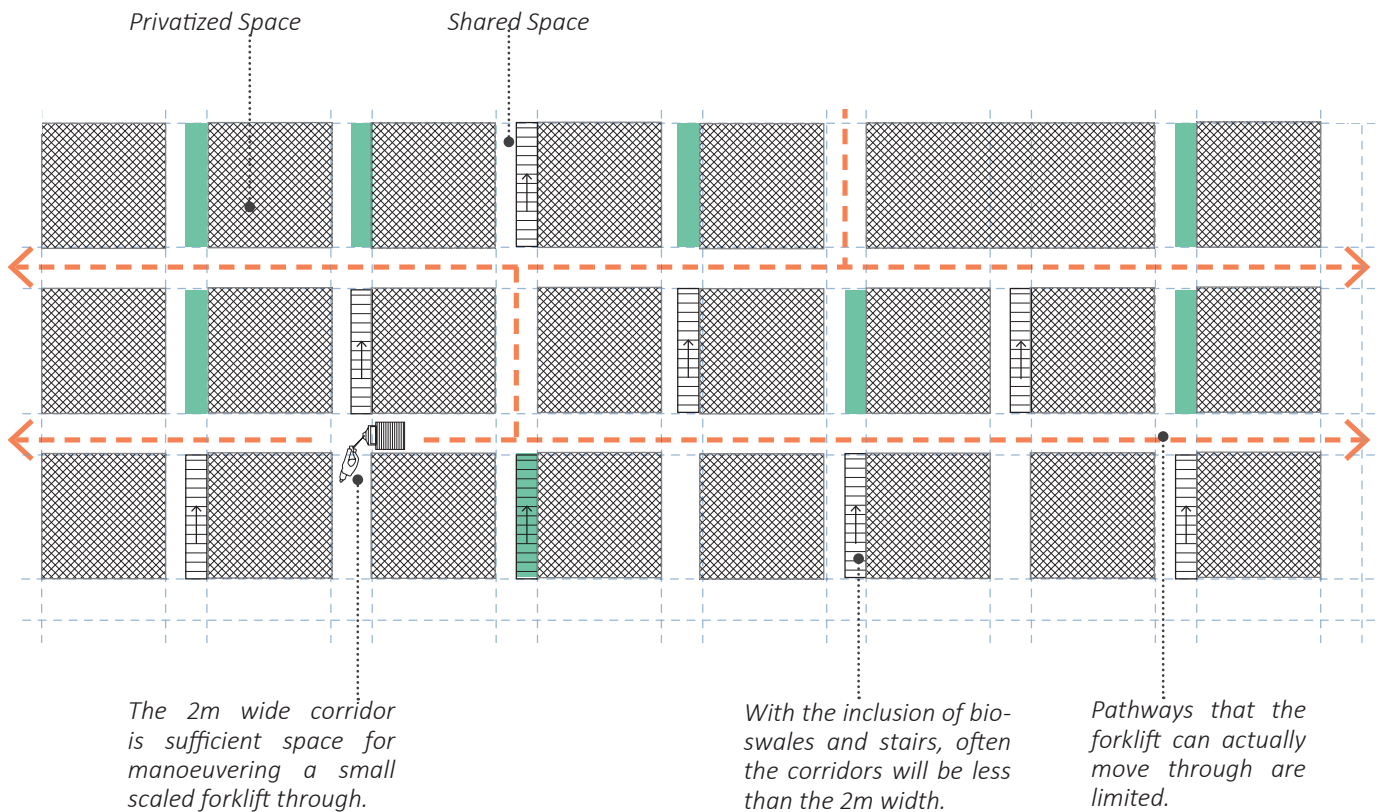 Privatized Space
Shared Space
The 2m wide corridor
is sufficient space for
manoeuvering a small
scaled forklift through.
With the inclusion of bio-
swales and stairs, often
the corridors will be less
than the 2m width.
Pathways that the
forklift can actually
move through are
limited.